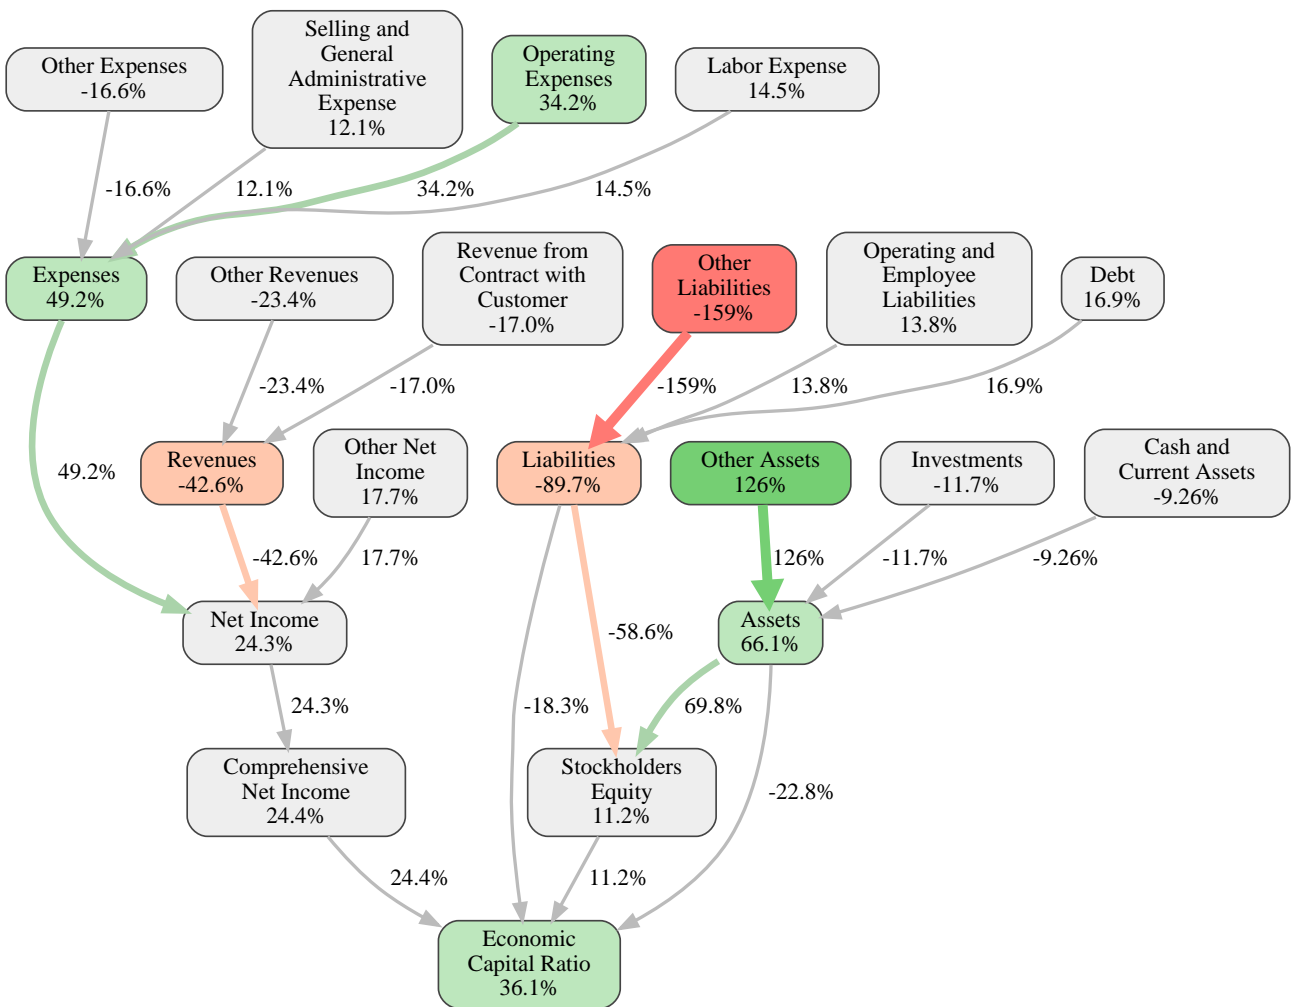 Other Expenses
-16.6%
Selling and
General
Administrative
Expense
12.1%
Operating
Expenses
34.2%
Labor Expense
14.5%
-16.6%
12.1%
34.2%
14.5%
Expenses
49.2%
Other Revenues
-23.4%
Revenue from
Contract with
Customer
-17.0%
Other
Liabilities
-159%
Operating and
Employee
Liabilities
13.8%
Debt
16.9%
-23.4%
-17.0%
-159%
13.8%
16.9%
49.2%
Revenues
-42.6%
Other Net
Income
17.7%
Liabilities
-89.7%
Other Assets
126%
Investments
-11.7%
Cash and
Current Assets
-9.26%
-42.6%
17.7%
126%
-11.7%
-9.26%
Net Income
24.3%
-58.6%
Assets
66.1%
24.3%
-18.3%
69.8%
Comprehensive
Net Income
24.4%
Stockholders
Equity
11.2%
-22.8%
24.4%
11.2%
Economic
Capital Ratio
36.1%